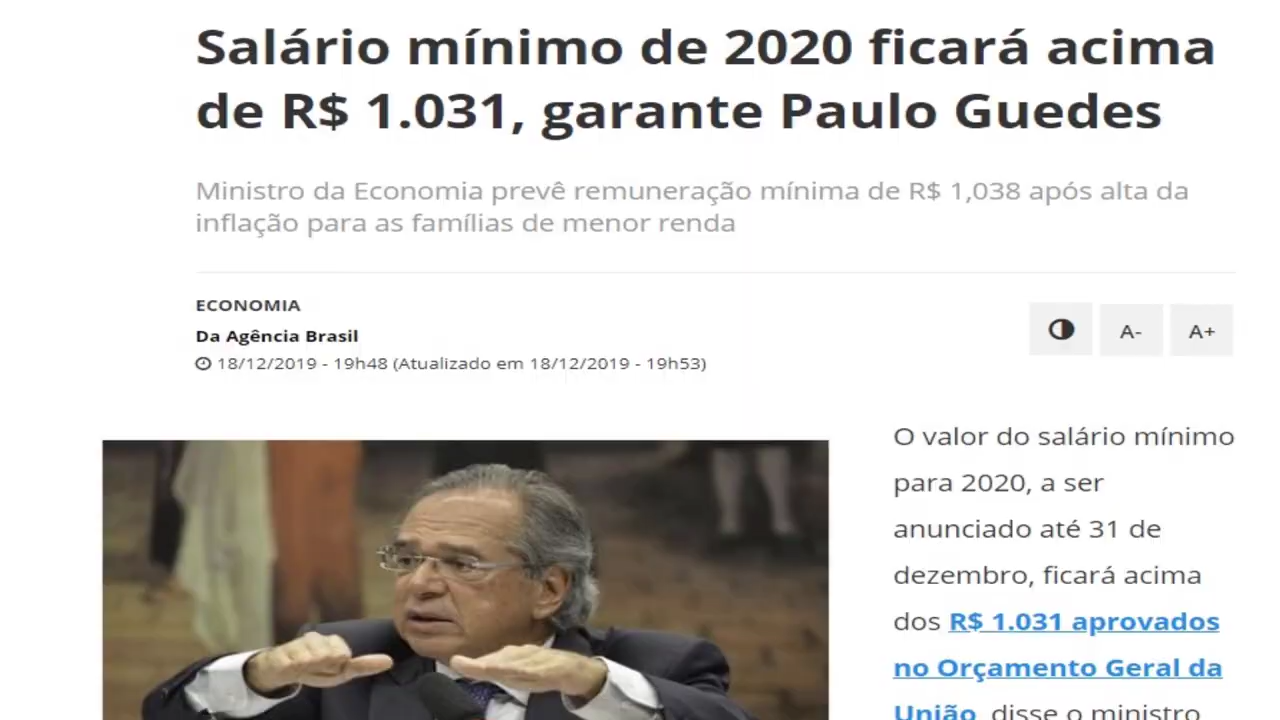 Salário mínimo de 2020 ficará acima
de R$ 1.031, garante Paulo Guedes
Ministro da Economia prevê remuneração mínima de R$ 1,038 após alta da
inflação para as famílias de menor renda
ECONOMIA
Da Agência Brasil
18/12/2019 - 19h48 (Atualizado em 18/12/2019 - 19h53)
A-
A+
O valor do salário mínimo
para 2020, a ser
anunciado até 31 de
dezembro, ficará acima
dos R$ 1.031 aprovados
no Orçamento Geral da
União, disse o ministro